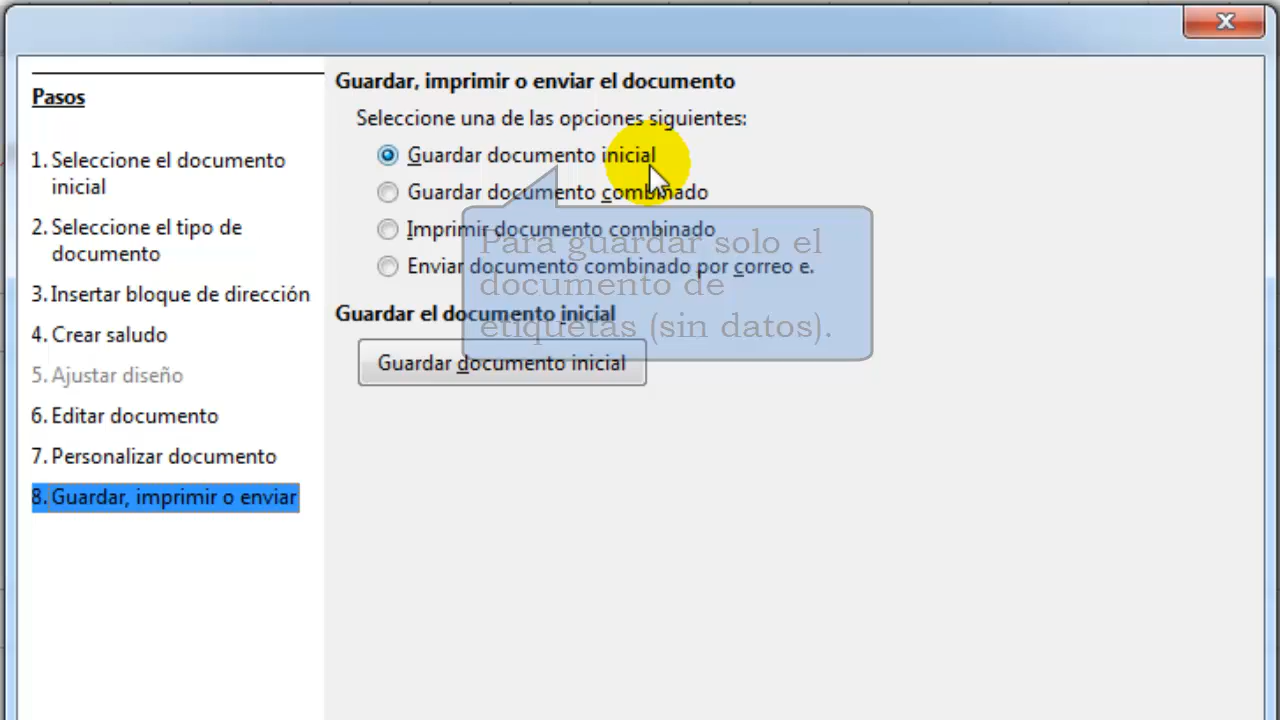 Pasos
1. Seleccione el documento
inicial
2. Seleccione el tipo de
documento
3. Insertar bloque de dirección
4. Crear saludo
5. Ajustar diseño
6. Editar documento
7. Personalizar documento
8. Guardar, imprimir o enviar
Guardar, imprimir o enviar el documento
Seleccione una de las opciones siguientes:
Guardar documento inicial
Guardar documento combinado
Imprimir documento combinado
Enviar documento combinado por correo e.
Para guardar solo el
documento de
etiquetas (sin datos).
Guardar el documento inicial
Guardar documento inicial